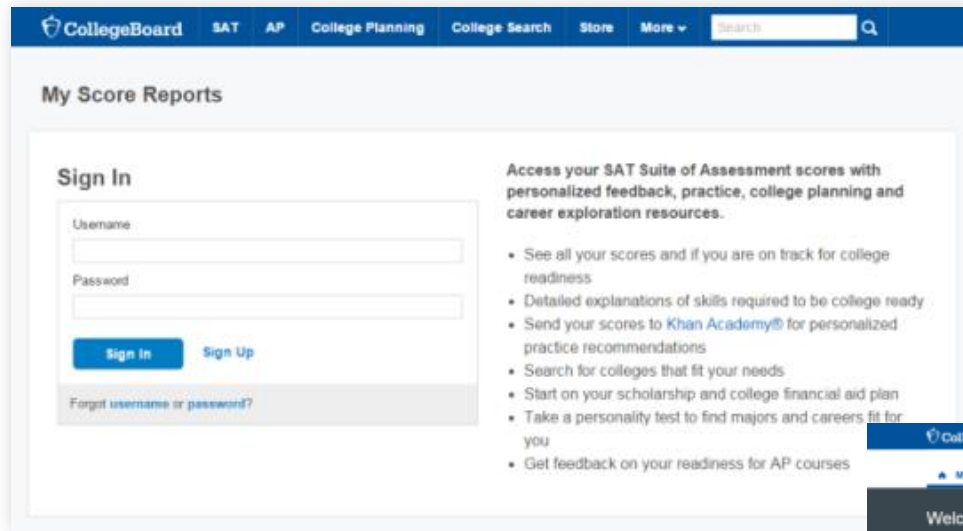 CollegeBoard SAT AP College Planning College Search Store More Search
My Score Reports
Sign In
Username
Password
Sign In Sign Up
Forgot username or password?
Access your SAT Suite of Assessment scores with
personalized feedback, practice, college planning and
career exploration resources.
• See all your scores and if you are on track for college
readiness
• Detailed explanations of skills required to be college ready
• Send your scores to Khan Academy® for personalized
practice recommendations
• Search for colleges that fit your needs
• Start on your scholarship and college financial aid plan
• Take a personality test to find majors and careers fit for
you
• Get feedback on your readiness for AP courses